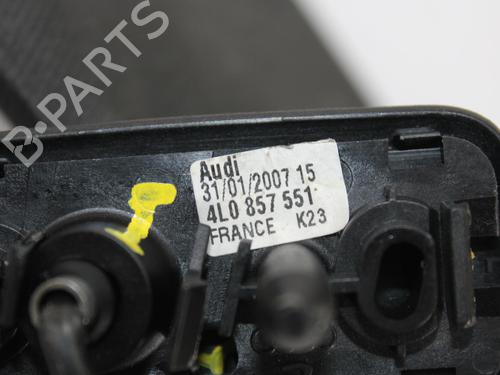 B-PARTS
Audi
31/01/2007 15
4L0 857 551
FRANCE K23